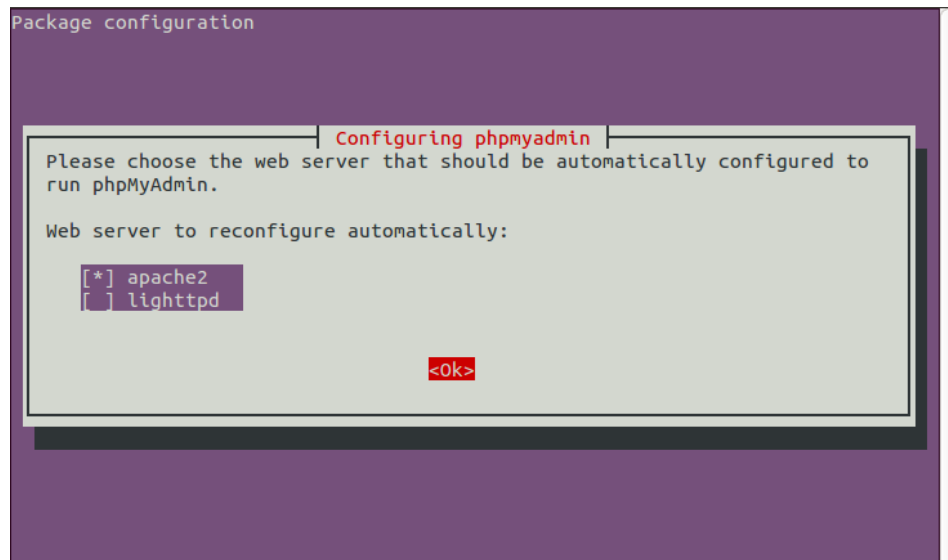 Package configuration
Configuring phpmyadmin
Please choose the web server that should be automatically configured to
run phpMyAdmin.
Web server to reconfigure automatically:
[*] apache2
[ ] lighttpd
<Ok>